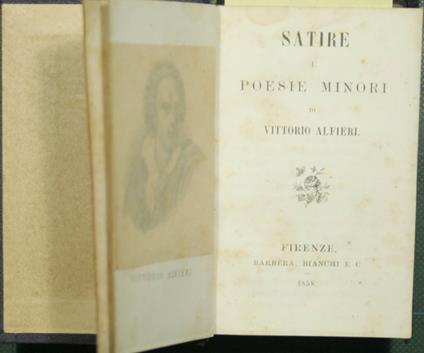 VITTORIO ALFIERI
SATIRE
E
POESIE MINORI
DI
VITTORIO ALFIERI.
FIRENZE,
BARBÈRA, BIANCHI E C.
1858.